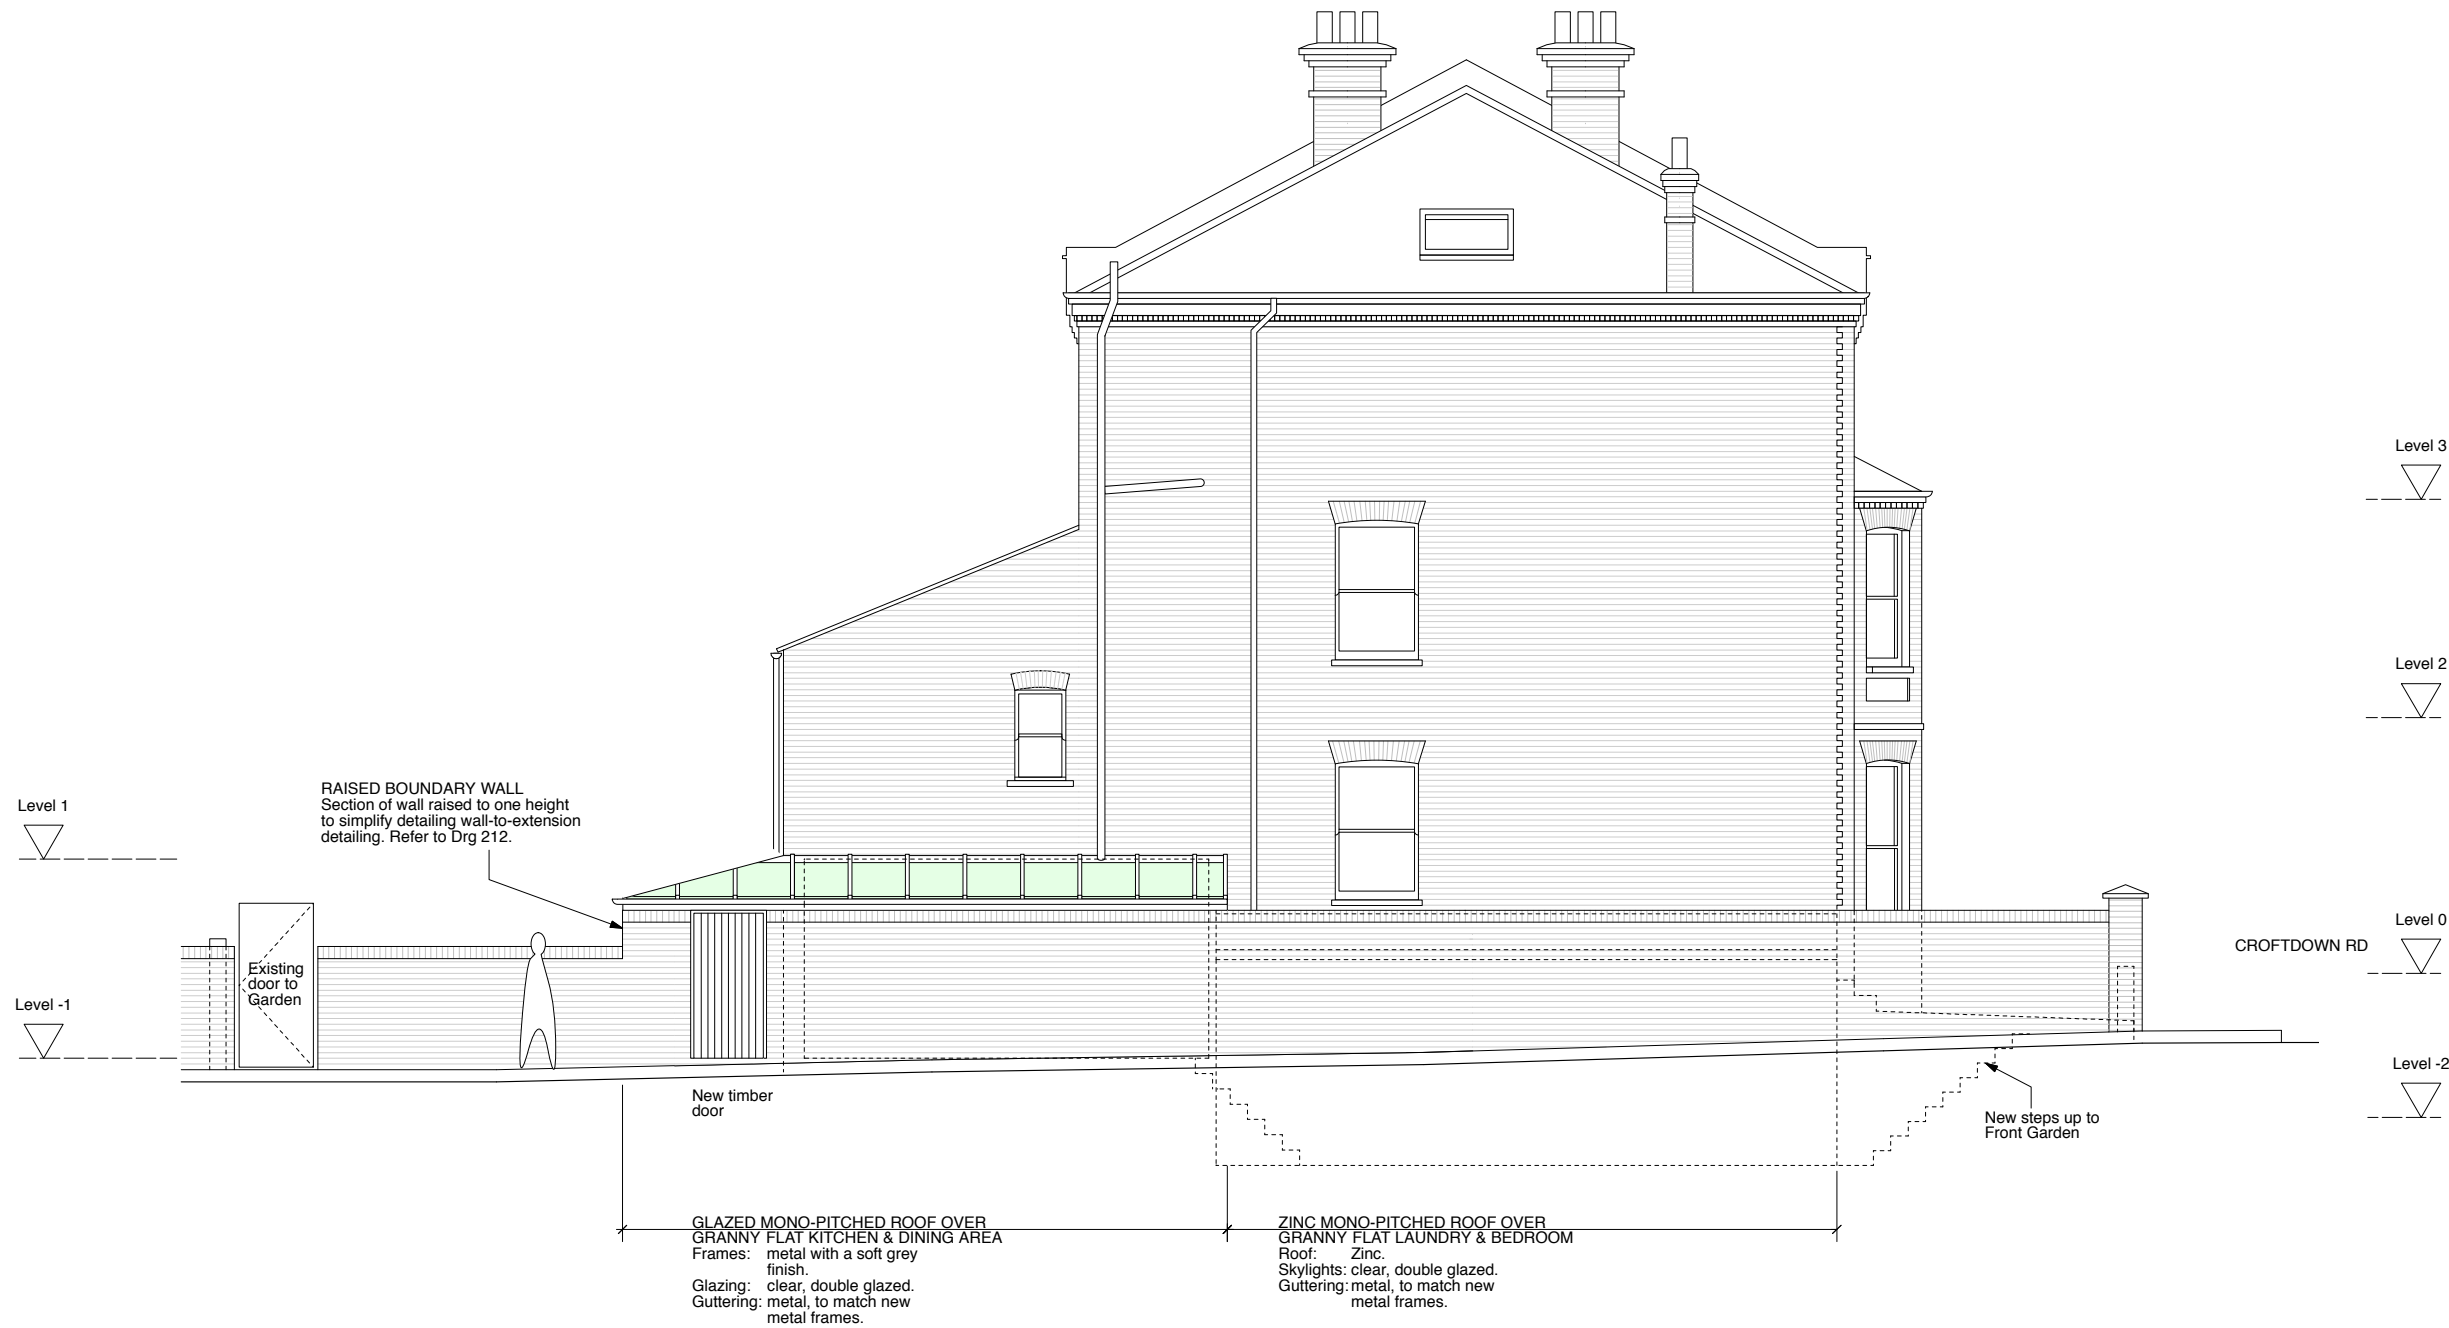 Level 3
Level 2
RAISED BOUNDARY WALL
Section of wall raised to one height
to simplify detailing wall-to-extension
detailing. Refer to Drg 212.
Level 1
Level 0
CROFTDOWN RD
Existing
door to
Garden
Level -1
Level -2
New timber
door
New steps up to
Front Garden
GLAZED MONO-PITCHED ROOF OVER
GRANNY FLAT KITCHEN & DINING AREA
Frames: metal with a soft grey
finish.
Glazing: clear, double glazed.
Guttering: metal, to match new
metal frames.
ZINC MONO-PITCHED ROOF OVER
GRANNY FLAT LAUNDRY & BEDROOM
Roof: Zinc.
Skylights: clear, double glazed.
Guttering: metal, to match new
metal frames.